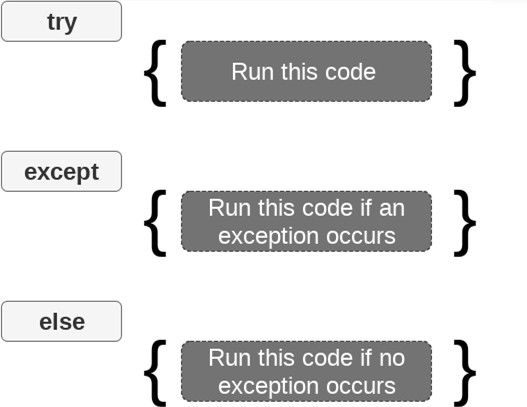 try
{ Run this code }
except
{ Run this code if an
exception occurs }
else
{ Run this code if no
exception occurs }